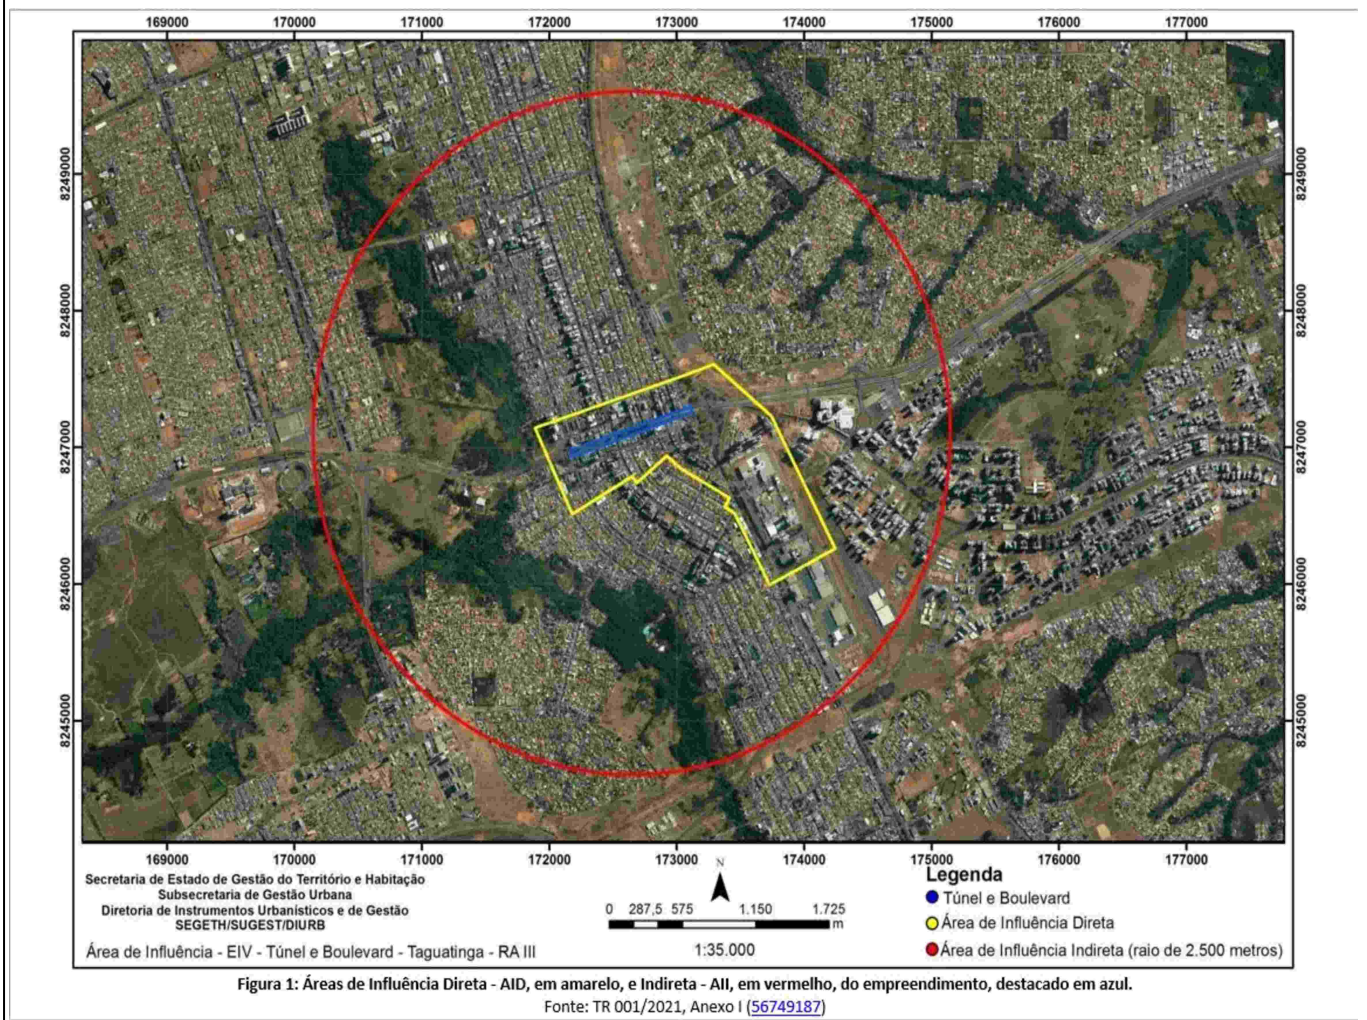 169000 170000 171000 172000 173000 174000 175000 176000 177000
8249000 8249000
8248000 8248000
8247000 8247000
8246000 8246000
8245000 8245000
169000 170000 171000 172000 173000 174000 175000 176000 177000
Secretaria de Estado de Gestão do Território e Habitação
Subsecretaria de Gestão Urbana
Diretoria de Instrumentos Urbanísticos e de Gestão
SEGETH/SUGEST/DIURB
Área de Influência - EIV - Túnel e Boulevard - Taguatinga - RA III
N
0 287,5 575 1.150 1.725
m
1:35.000
Legenda
Túnel e Boulevard
Área de Influência Direta
Área de Influência Indireta (raio de 2.500 metros)
Figura 1: Áreas de Influência Direta - AID, em amarelo, e Indireta - AII, em vermelho, do empreendimento, destacado em azul.
Fonte: TR 001/2021, Anexo I (56749187)